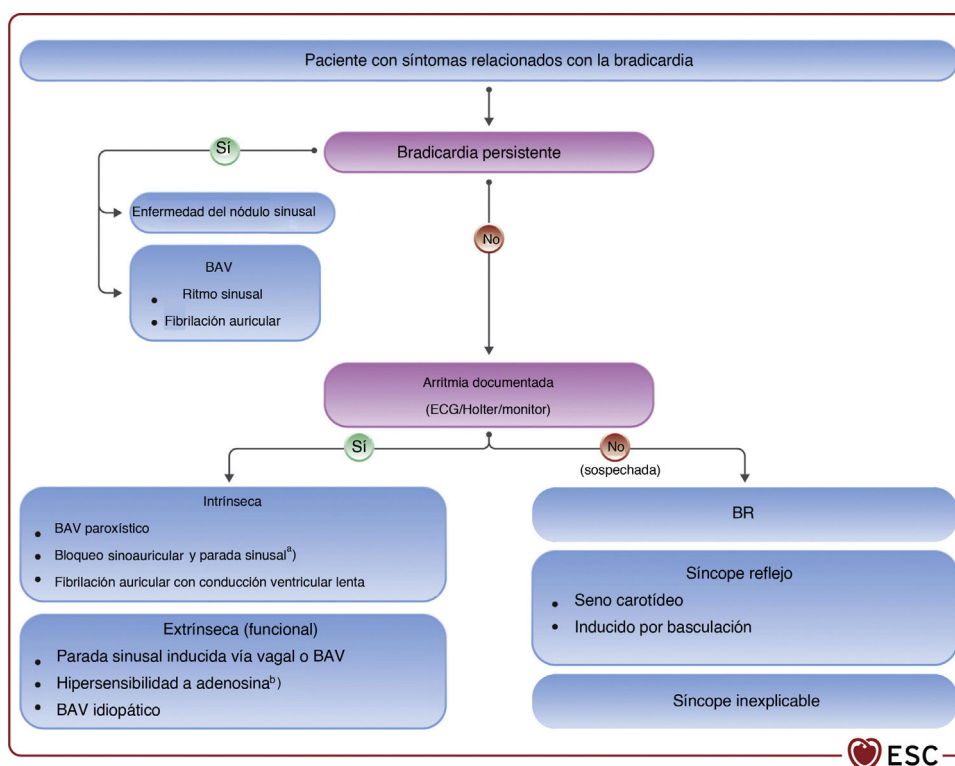 Paciente con síntomas relacionados con la bradicardia
Bradicardia persistente
Sí
Enfermedad del nódulo sinusal
BAV
• Ritmo sinusal
• Fibrilación auricular
No
Arritmia documentada
(ECG/Holter/monitor)
Sí
Intrínseca
• BAV paroxístico
• Bloqueo sinoauricular y parada sinusal a)
• Fibrilación auricular con conducción ventricular lenta
Extrínseca (funcional)
• Parada sinusal inducida vía vagal o BAV
• Hipersensibilidad a adenosina b)
• BAV idiopático
No
(sospechada)
BR
Síncope reflejo
• Seno carotídeo
• Inducido por basculación
Síncope inexplicable
ESC